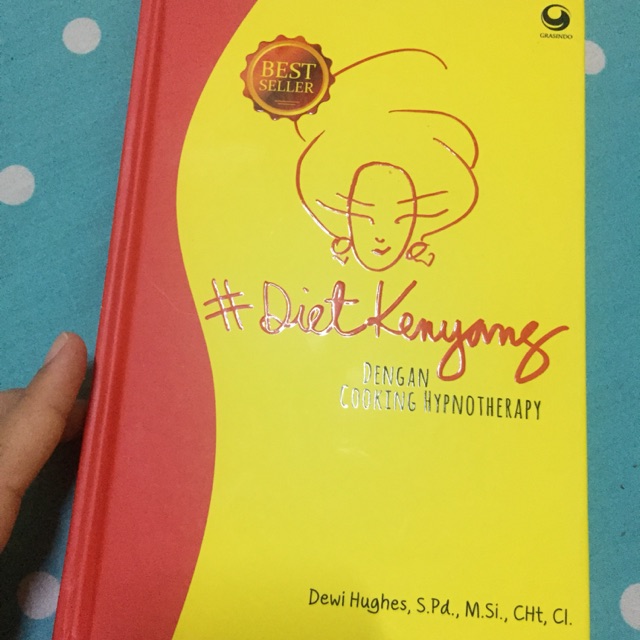 GRASINDO
BEST
SELLER
#DietKenyang
DENGAN
COOKING HYPNOTHERAPY
Dewi Hughes, S.Pd., M.Si., CHt, CI.